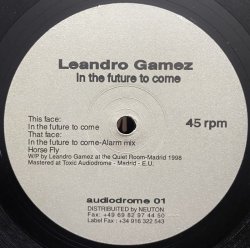 Leandro Gamez
In the future to come
This face:
In the future to come
That face:
In the future to come-Alarm mix
Horse Fly
45 rpm
W/P by Leandro Gamez at the Quiet Room-Madrid 1998
Mastered at Toxic Audiodrome - Madrid - E.U.
audiodrome 01
DISTRIBUITED by NEUTON
Fax: +49 69 82 97 44 50
Label Fax : +34 916 322 543